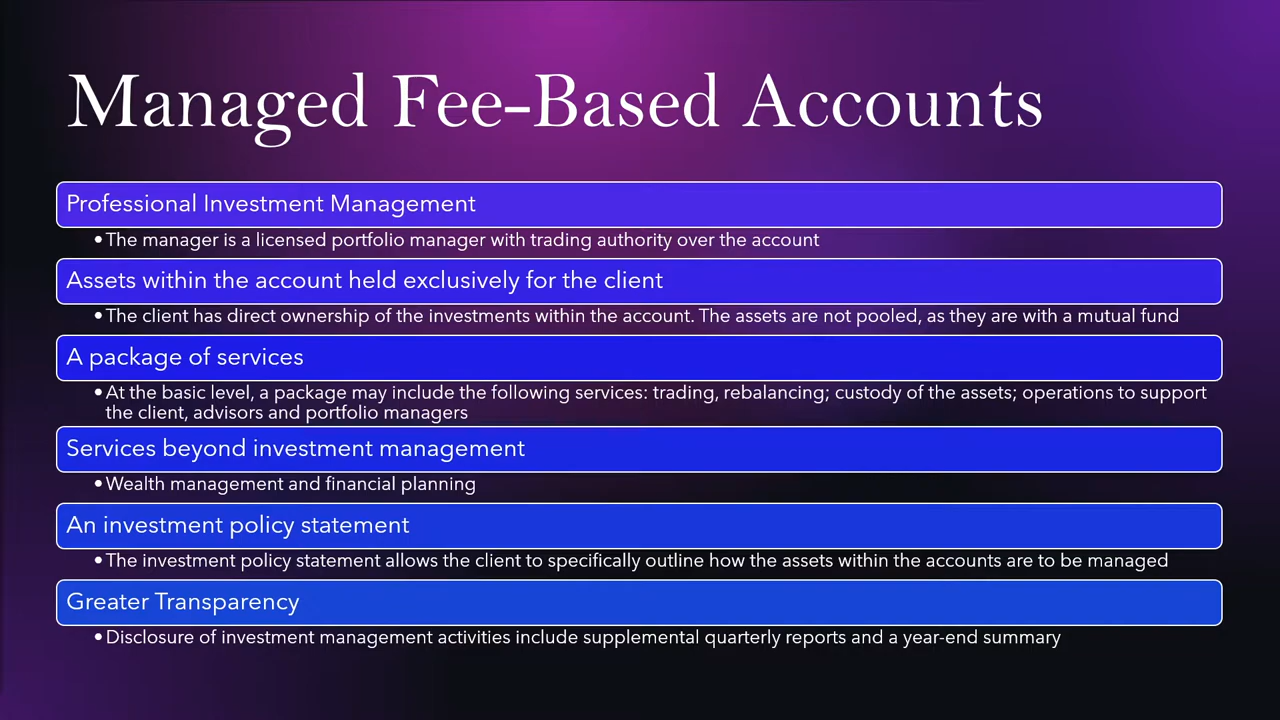 Managed Fee-Based Accounts
Professional Investment Management
•The manager is a licensed portfolio manager with trading authority over the account
Assets within the account held exclusively for the client
•The client has direct ownership of the investments within the account. The assets are not pooled, as they are with a mutual fund
A package of services
•At the basic level, a package may include the following services: trading, rebalancing; custody of the assets; operations to support
the client, advisors and portfolio managers
Services beyond investment management
•Wealth management and financial planning
An investment policy statement
•The investment policy statement allows the client to specifically outline how the assets within the accounts are to be managed
Greater Transparency
•Disclosure of investment management activities include supplemental quarterly reports and a year-end summary